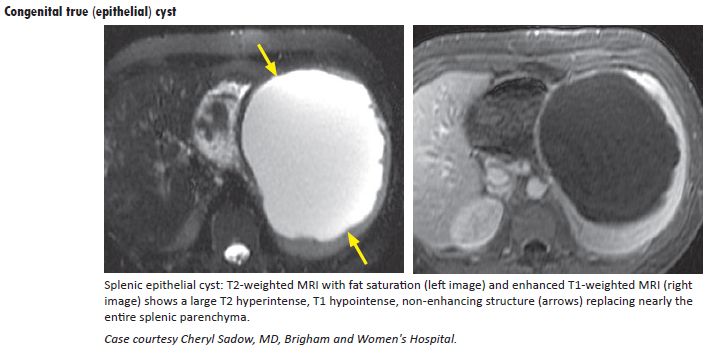 Congenital true (epithelial) cyst
Splenic epithelial cyst: T2-weighted MRI with fat saturation (left image) and enhanced T1-weighted MRI (right
image) shows a large T2 hyperintense, T1 hypointense, non-enhancing structure (arrows) replacing nearly the
entire splenic parenchyma.
Case courtesy Cheryl Sadow, MD, Brigham and Women's Hospital.